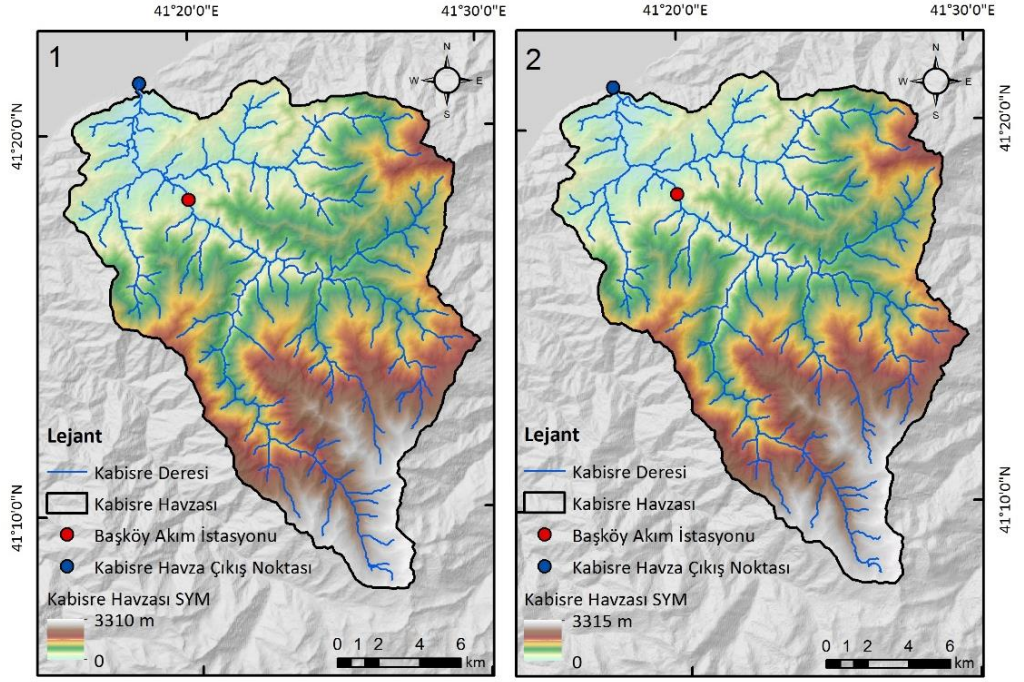 41°20'0"E
41°30'0"E
41°20'0"E
41°30'0"E
1
N
W
E
S
41°20'0"N
Lejant
Kabisre Deresi
Kabisre Havzası
Başköy Akım İstasyonu
Kabisre Havza Çıkış Noktası
Kabisre Havzası SYM
3310 m
0
0 1 2 4 6
km
41°10'0"N
2
N
W
E
S
41°20'0"N
Lejant
Kabisre Deresi
Kabisre Havzası
Başköy Akım İstasyonu
Kabisre Havza Çıkış Noktası
Kabisre Havzası SYM
3315 m
0
0 1 2 4 6
km
41°10'0"N